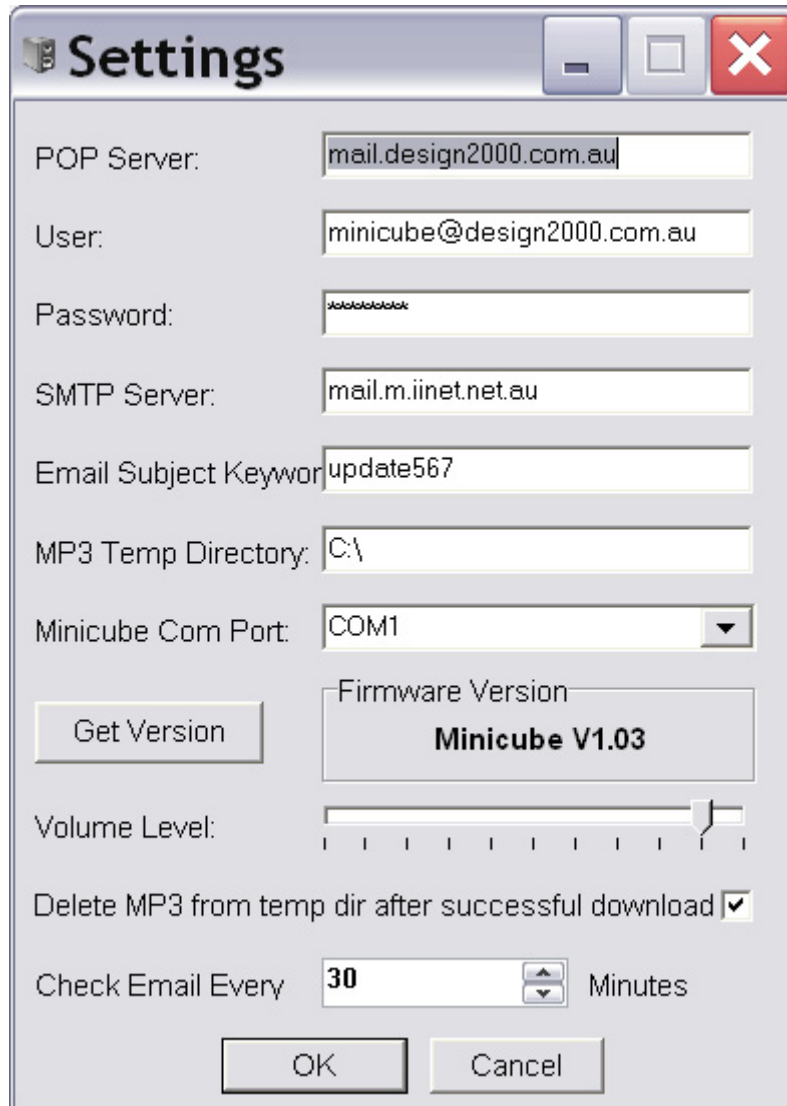 Settings
POP Server: mail.design2000.com.au
User: minicube@design2000.com.au
Password: *********
SMTP Server: mail.m.iinet.net.au
Email Subject Keywor update567
MP3 Temp Directory: C:\
Minicube Com Port: COM1
Firmware Version
Get Version Minicube V1.03
Volume Level:
Delete MP3 from temp dir after successful download
Check Email Every 30 Minutes
OK Cancel